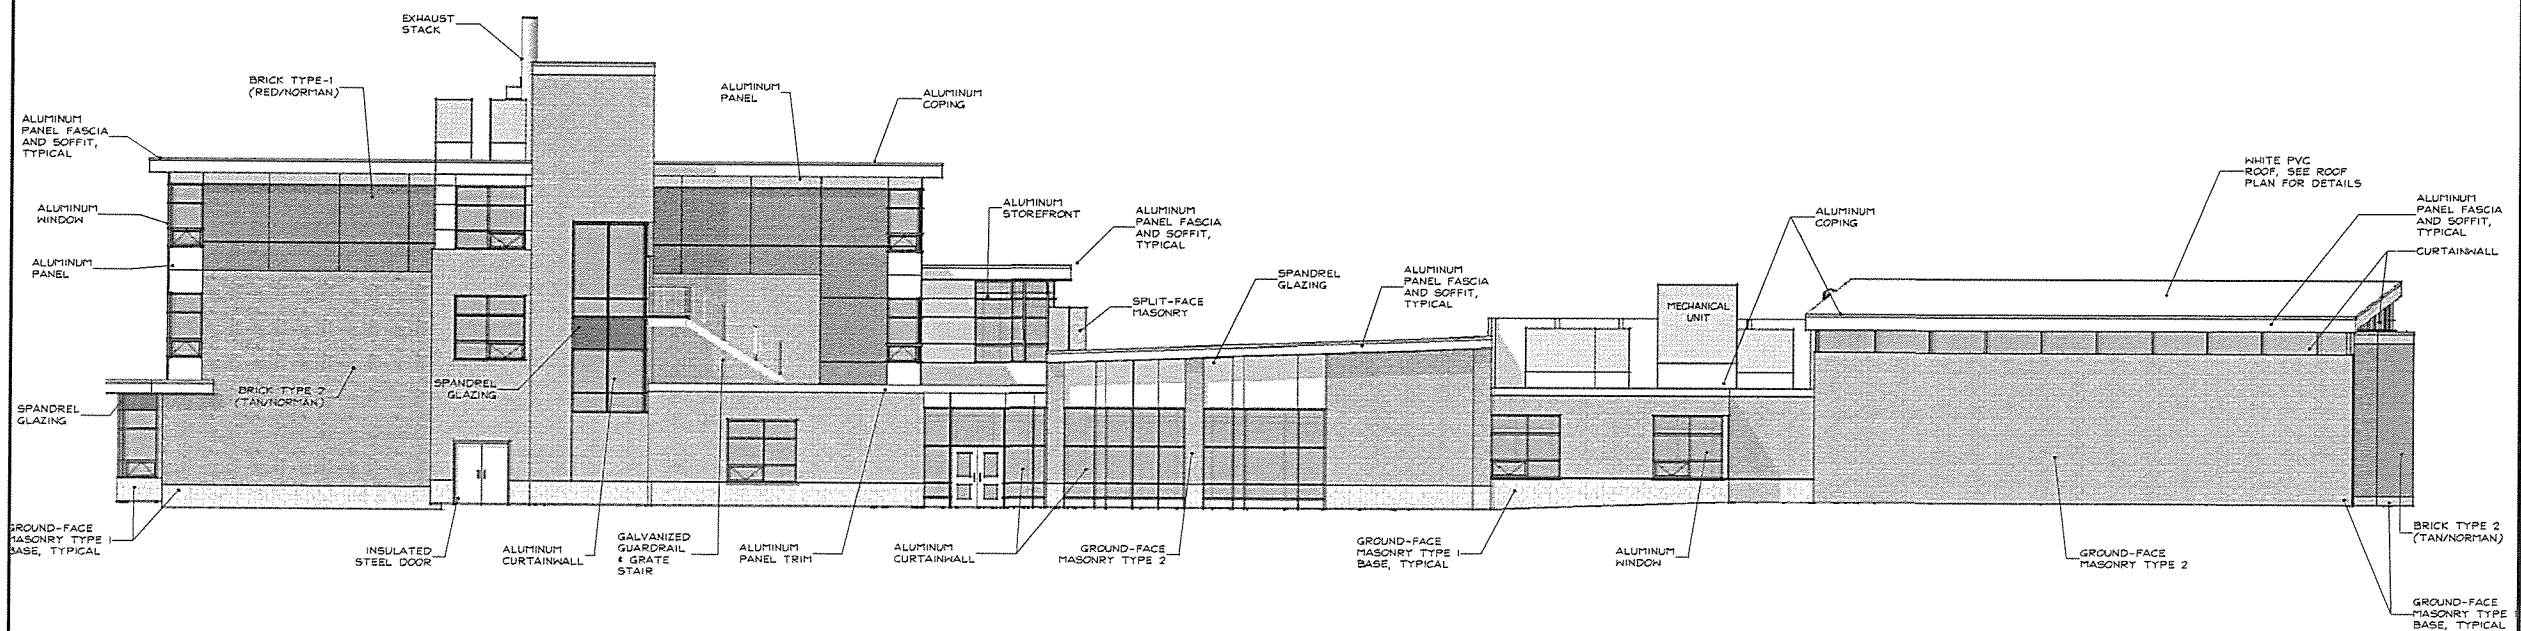 EXHAUST
STACK
BRICK TYPE-1
(RED/NORMAN)
ALUMINUM
PANEL
ALUMINUM
COPING
ALUMINUM
PANEL FASCIA
AND SOFFIT,
TYPICAL
WHITE PVC
ROOF, SEE ROOF
PLAN FOR DETAILS
ALUMINUM
WINDOW
ALUMINUM
STOREFRONT
ALUMINUM
PANEL FASCIA
AND SOFFIT,
TYPICAL
ALUMINUM
COPING
ALUMINUM
PANEL FASCIA
AND SOFFIT,
TYPICAL
CURTAINWALL
ALUMINUM
PANEL
SPANDREL
GLAZING
ALUMINUM
PANEL FASCIA
AND SOFFIT,
TYPICAL
SPLIT-FACE
MASONRY
MECHANICAL
UNIT
BRICK TYPE 2
(TAN/NORMAN)
SPANDREL
GLAZING
SPANDREL
GLAZING
GROUND-FACE
MASONRY TYPE 1
BASE, TYPICAL
INSULATED
STEEL DOOR
ALUMINUM
CURTAINWALL
GALVANIZED
GUARDRAIL
& GRATE
STAIR
ALUMINUM
PANEL TRIM
ALUMINUM
CURTAINWALL
GROUND-FACE
MASONRY TYPE 2
GROUND-FACE
MASONRY TYPE 1
BASE, TYPICAL
ALUMINUM
WINDOW
GROUND-FACE
MASONRY TYPE 2
BRICK TYPE 2
(TAN/NORMAN)
GROUND-FACE
MASONRY TYPE
BASE, TYPICAL